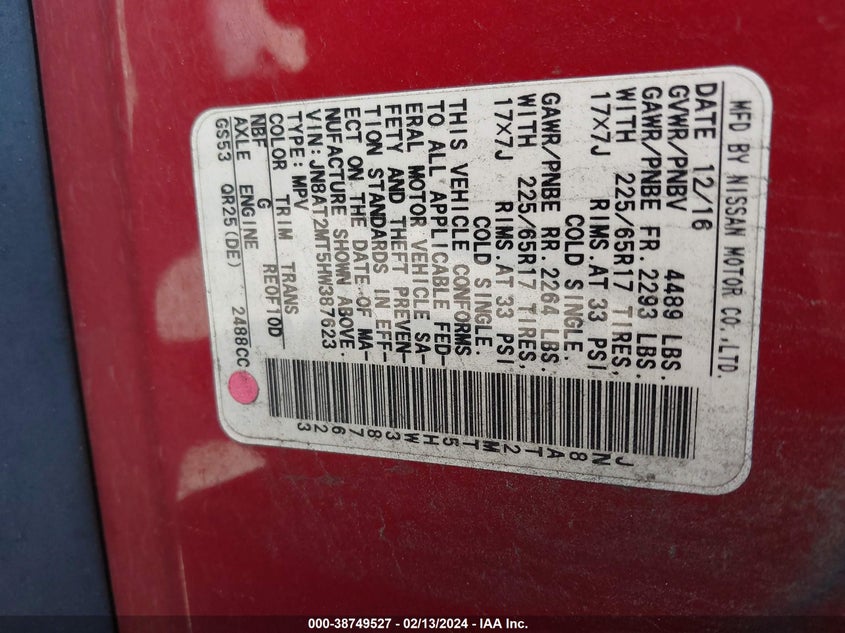 MFD BY NISSAN MOTOR CO.,LTD.
DATE 12/16
GVWR/PNBV 4489 LBS.
GAWR/PNBE FR. 2293 LBS.
WITH 225/65R17 TIRES,
17X7J RIMS.AT 33 PSI
COLD SINGLE.
GAWR/PNBE RR. 2264 LBS.
WITH 225/65R17 TIRES,
17X7J RIMS.AT 33 PSI
COLD SINGLE.
THIS VEHICLE CONFORMS
TO ALL APPLICABLE FED-
ERAL MOTOR VEHICLE SA-
FETY AND THEFT PREVEN-
TION STANDARDS IN EFF-
ECT ON THE DATE OF MA-
NUFACTURE SHOWN ABOVE.
VIN:JN8AT2MT5HW387623
TYPE:MPV
COLOR TRIM TRANS
NBF G RE0F10D
AXLE ENGINE
GS53 QR25(DE) 2488CC
JN8AT2MT5HW387623
000-38749527 - 02/13/2024 - IAA Inc.